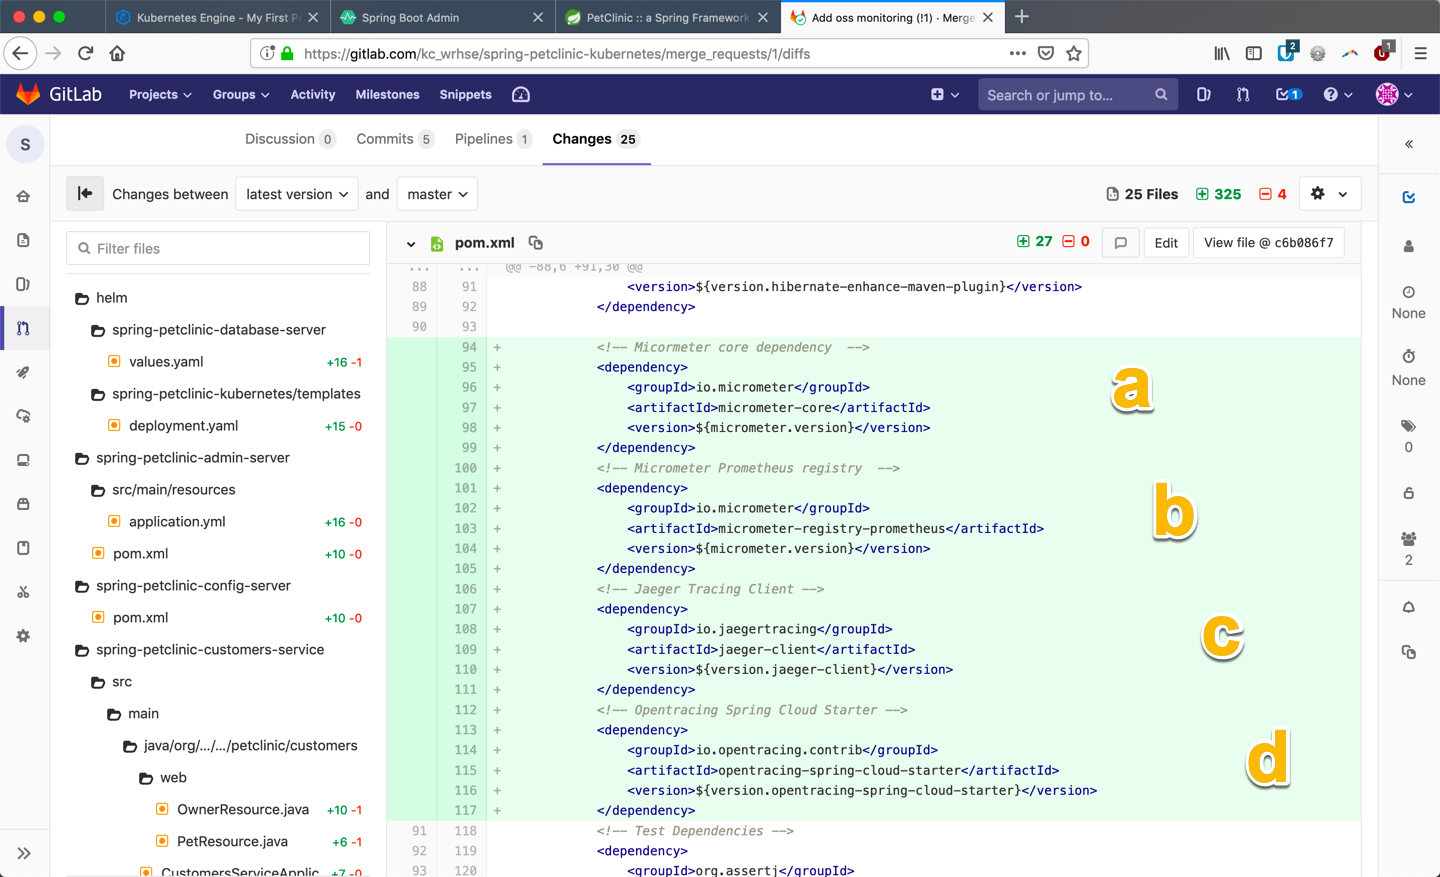 Kubernetes Engine - My First P
Spring Boot Admin
PetClinic :: a Spring Framework
Add oss monitoring (!1) · Merge
https://gitlab.com/kc_wrhse/spring-petclinic-kubernetes/merge_requests/1/diffs
2
1
GitLab
Projects
Groups
Activity
Milestones
Snippets
Search or jump to...
1
S
Discussion 0
Commits 5
Pipelines 1
Changes 25
Changes between
latest version
and
master
25 Files
325
4
Filter files
helm
spring-petclinic-database-server
values.yaml +16 -1
spring-petclinic-kubernetes/templates
deployment.yaml +15 -0
spring-petclinic-admin-server
src/main/resources
application.yml +16 -0
pom.xml +10 -0
spring-petclinic-config-server
pom.xml +10 -0
spring-petclinic-customers-service
src
main
java/org/.../.../petclinic/customers
web
OwnerResource.java +10 -1
PetResource.java +6 -1
CustomersServiceApplic +7 -0
pom.xml
27
0
Edit
View file @ c6b086f7
... ... @@ -88,6 +91,30 @@
88 91 <version>${version.hibernate-enhance-maven-plugin}</version>
89 92 </dependency>
90 93
94 + <!-- Micormeter core dependency  -->
95 + <dependency>
96 + <groupId>io.micrometer</groupId>
97 + <artifactId>micrometer-core</artifactId>
98 + <version>${micrometer.version}</version>
99 + </dependency>
100 + <!-- Micrometer Prometheus registry  -->
101 + <dependency>
102 + <groupId>io.micrometer</groupId>
103 + <artifactId>micrometer-registry-prometheus</artifactId>
104 + <version>${micrometer.version}</version>
105 + </dependency>
106 + <!-- Jaeger Tracing Client -->
107 + <dependency>
108 + <groupId>io.jaegertracing</groupId>
109 + <artifactId>jaeger-client</artifactId>
110 + <version>${version.jaeger-client}</version>
111 + </dependency>
112 + <!-- Opentracing Spring Cloud Starter -->
113 + <dependency>
114 + <groupId>io.opentracing.contrib</groupId>
115 + <artifactId>opentracing-spring-cloud-starter</artifactId>
116 + <version>${version.opentracing-spring-cloud-starter}</version>
117 + </dependency>
91 118 <!-- Test Dependencies -->
92 119 <dependency>
93 120 <groupId>org.assertj</groupId>
a
b
c
d
None
None
0
2